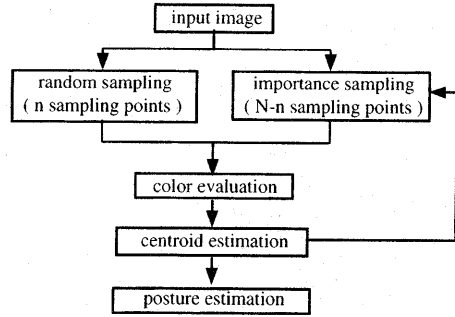 input image
random sampling
( n sampling points )
importance sampling
( N-n sampling points )
color evaluation
centroid estimation
posture estimation